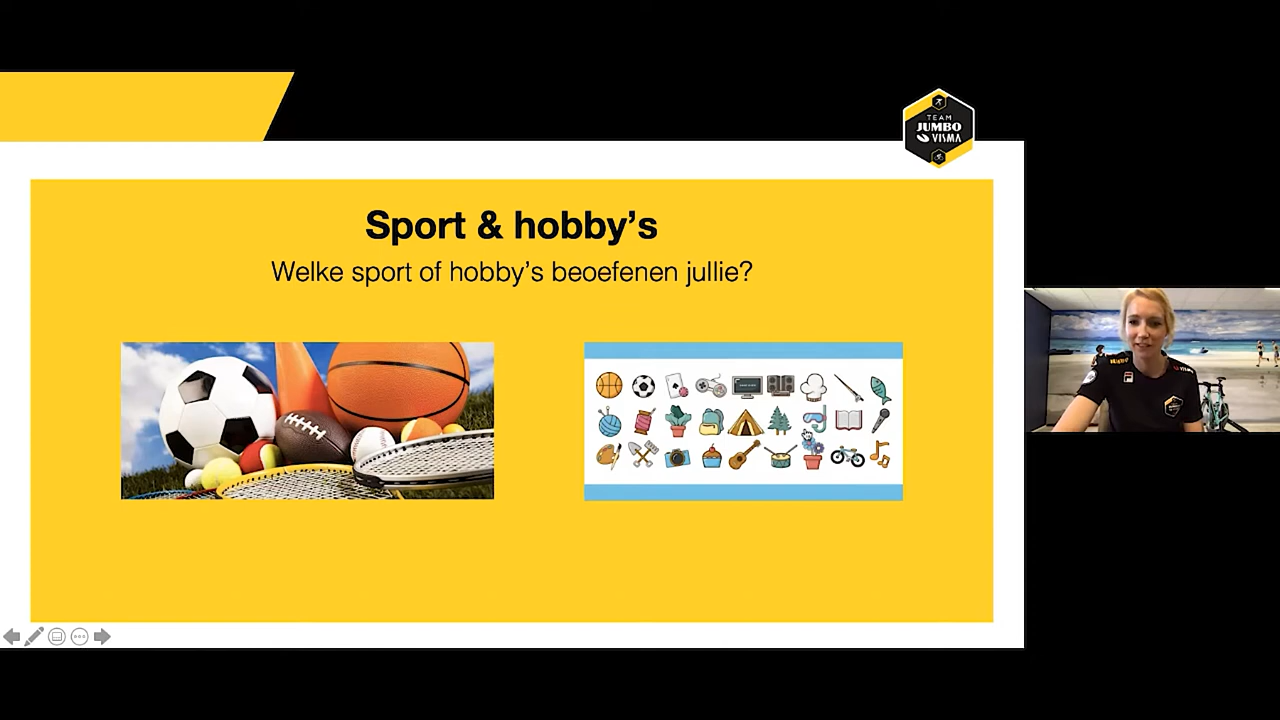 TEAM
JUMBO
VISMA
Sport & hobby’s
Welke sport of hobby’s beoefenen jullie?